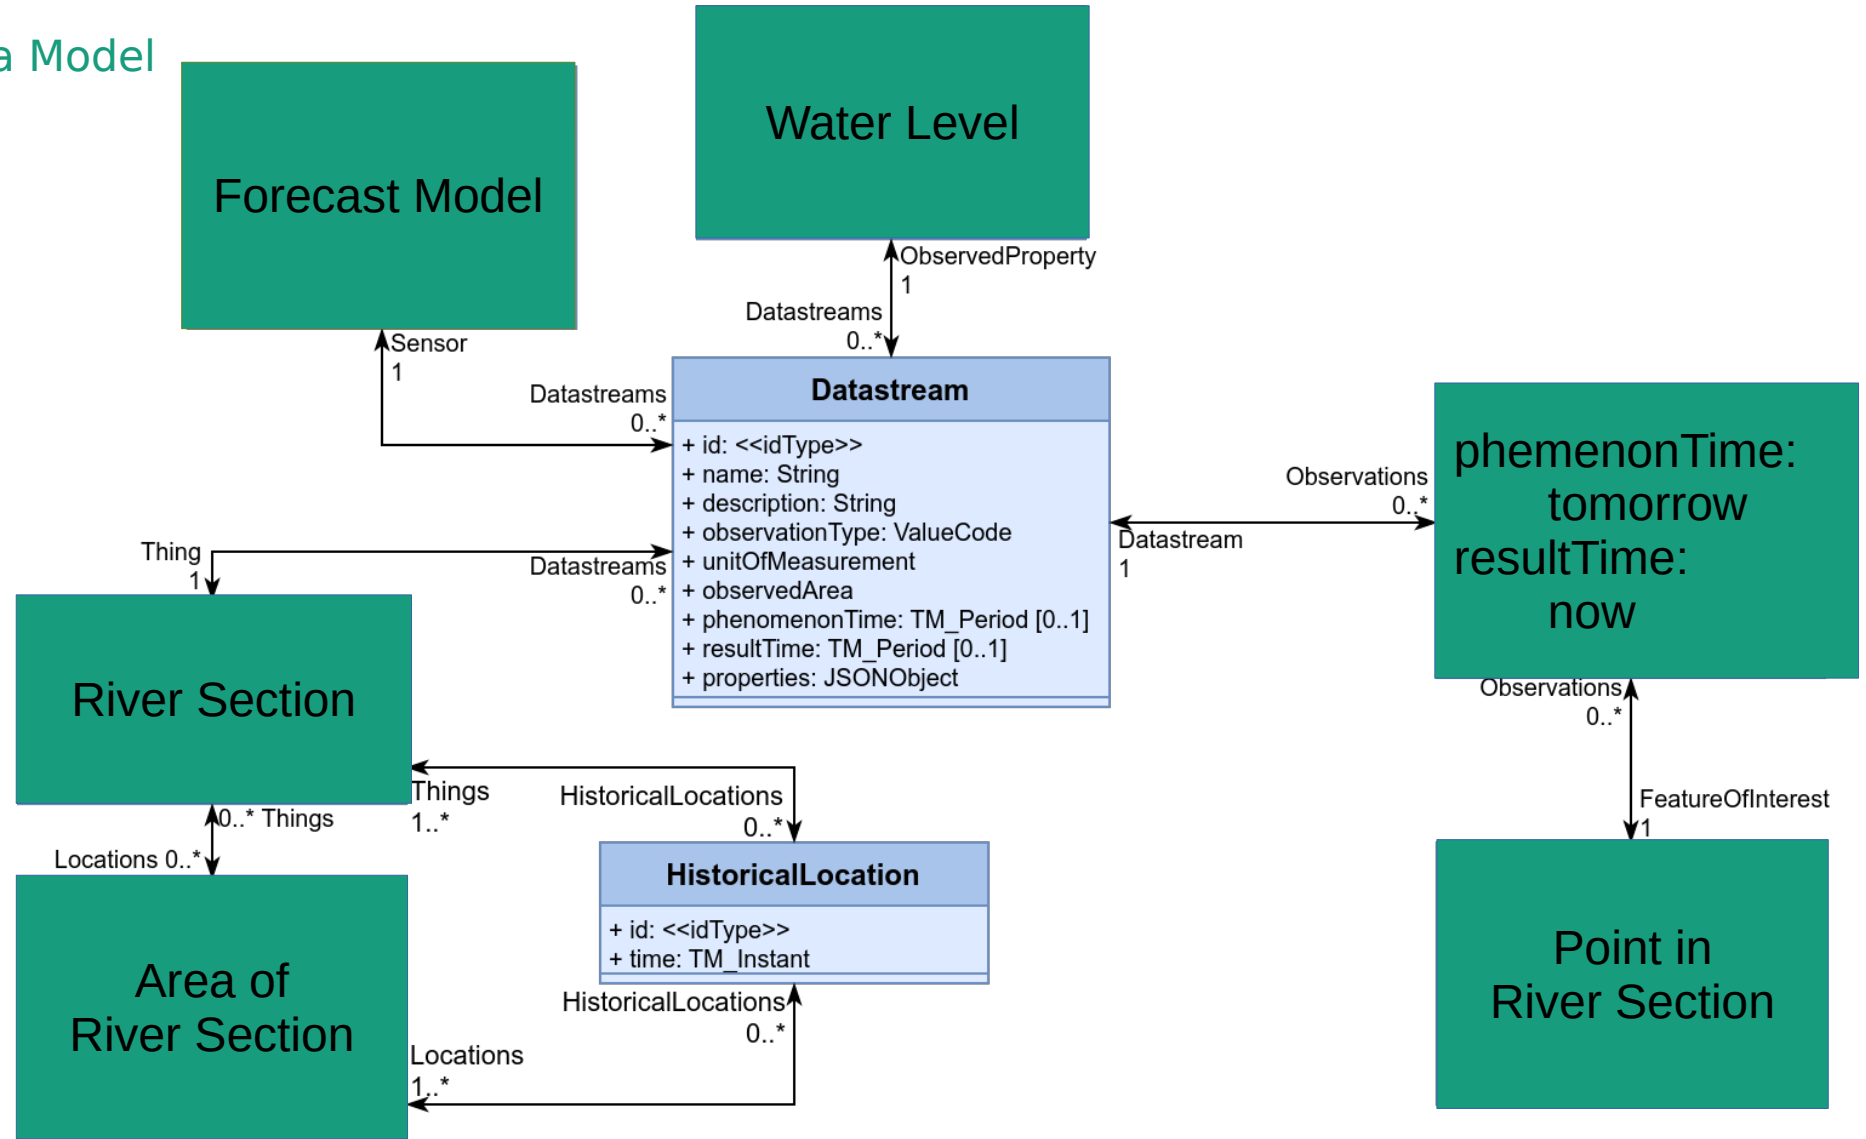 a Model
Forecast Model
Water Level
ObservedProperty
1
Datastreams
0..*
Sensor
1
Datastreams
0..*
Datastream
+ id: <<idType>>
+ name: String
+ description: String
+ observationType: ValueCode
+ unitOfMeasurement
+ observedArea
+ phenomenonTime: TM_Period [0..1]
+ resultTime: TM_Period [0..1]
+ properties: JSONObject
Observations
0..*
Datastream
1
phemenonTime:
tomorrow
resultTime:
now
Thing
1
Datastreams
0..*
River Section
Things
1..*
HistoricalLocations
0..*
0..* Things
Locations 0..*
Observations
0..*
FeatureOfInterest
1
HistoricalLocation
+ id: <<idType>>
+ time: TM_Instant
HistoricalLocations
0..*
Locations
1..*
Area of
River Section
Point in
River Section